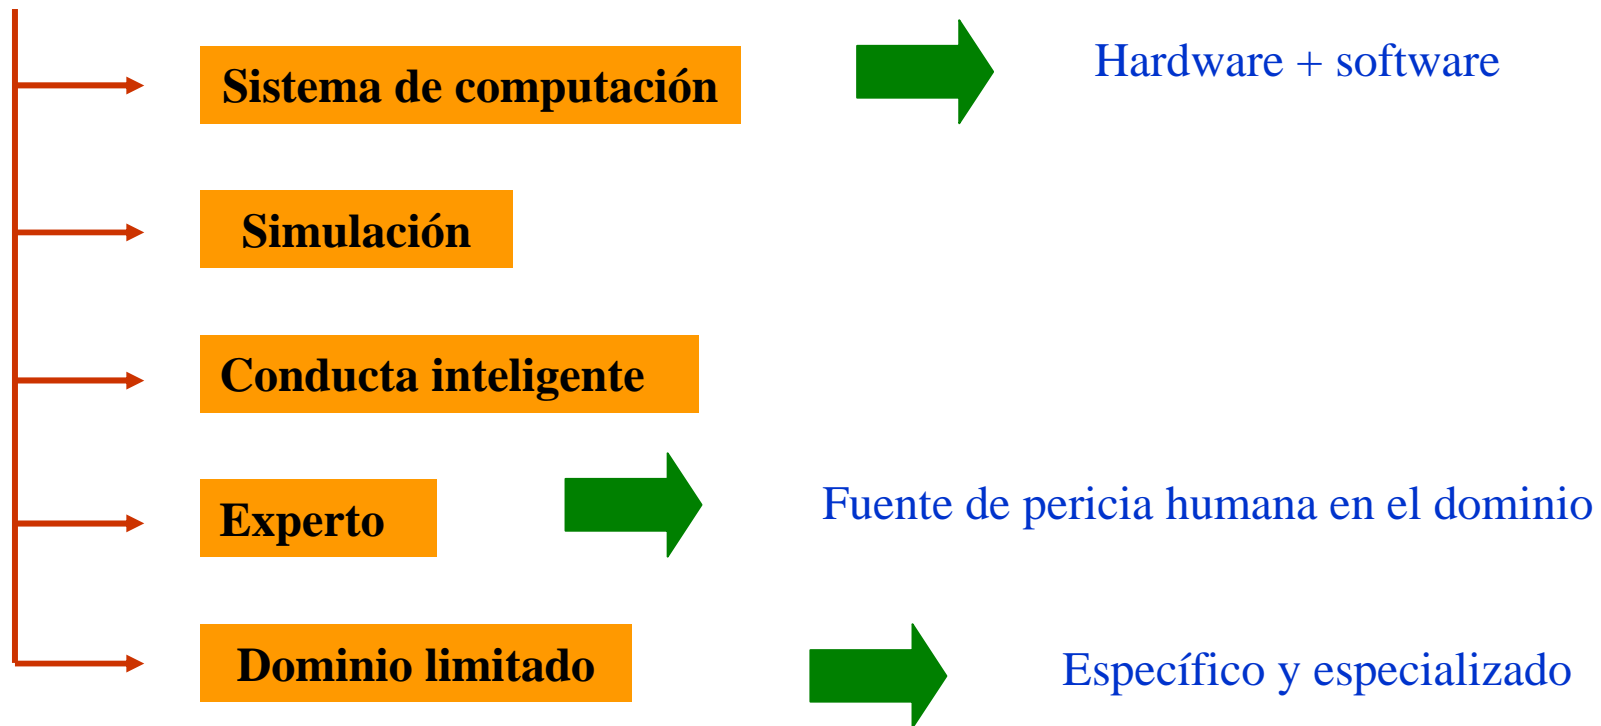 Sistema de computación
Hardware + software
Simulación
Conducta inteligente
Experto
Fuente de pericia humana en el dominio
Dominio limitado
Específico y especializado